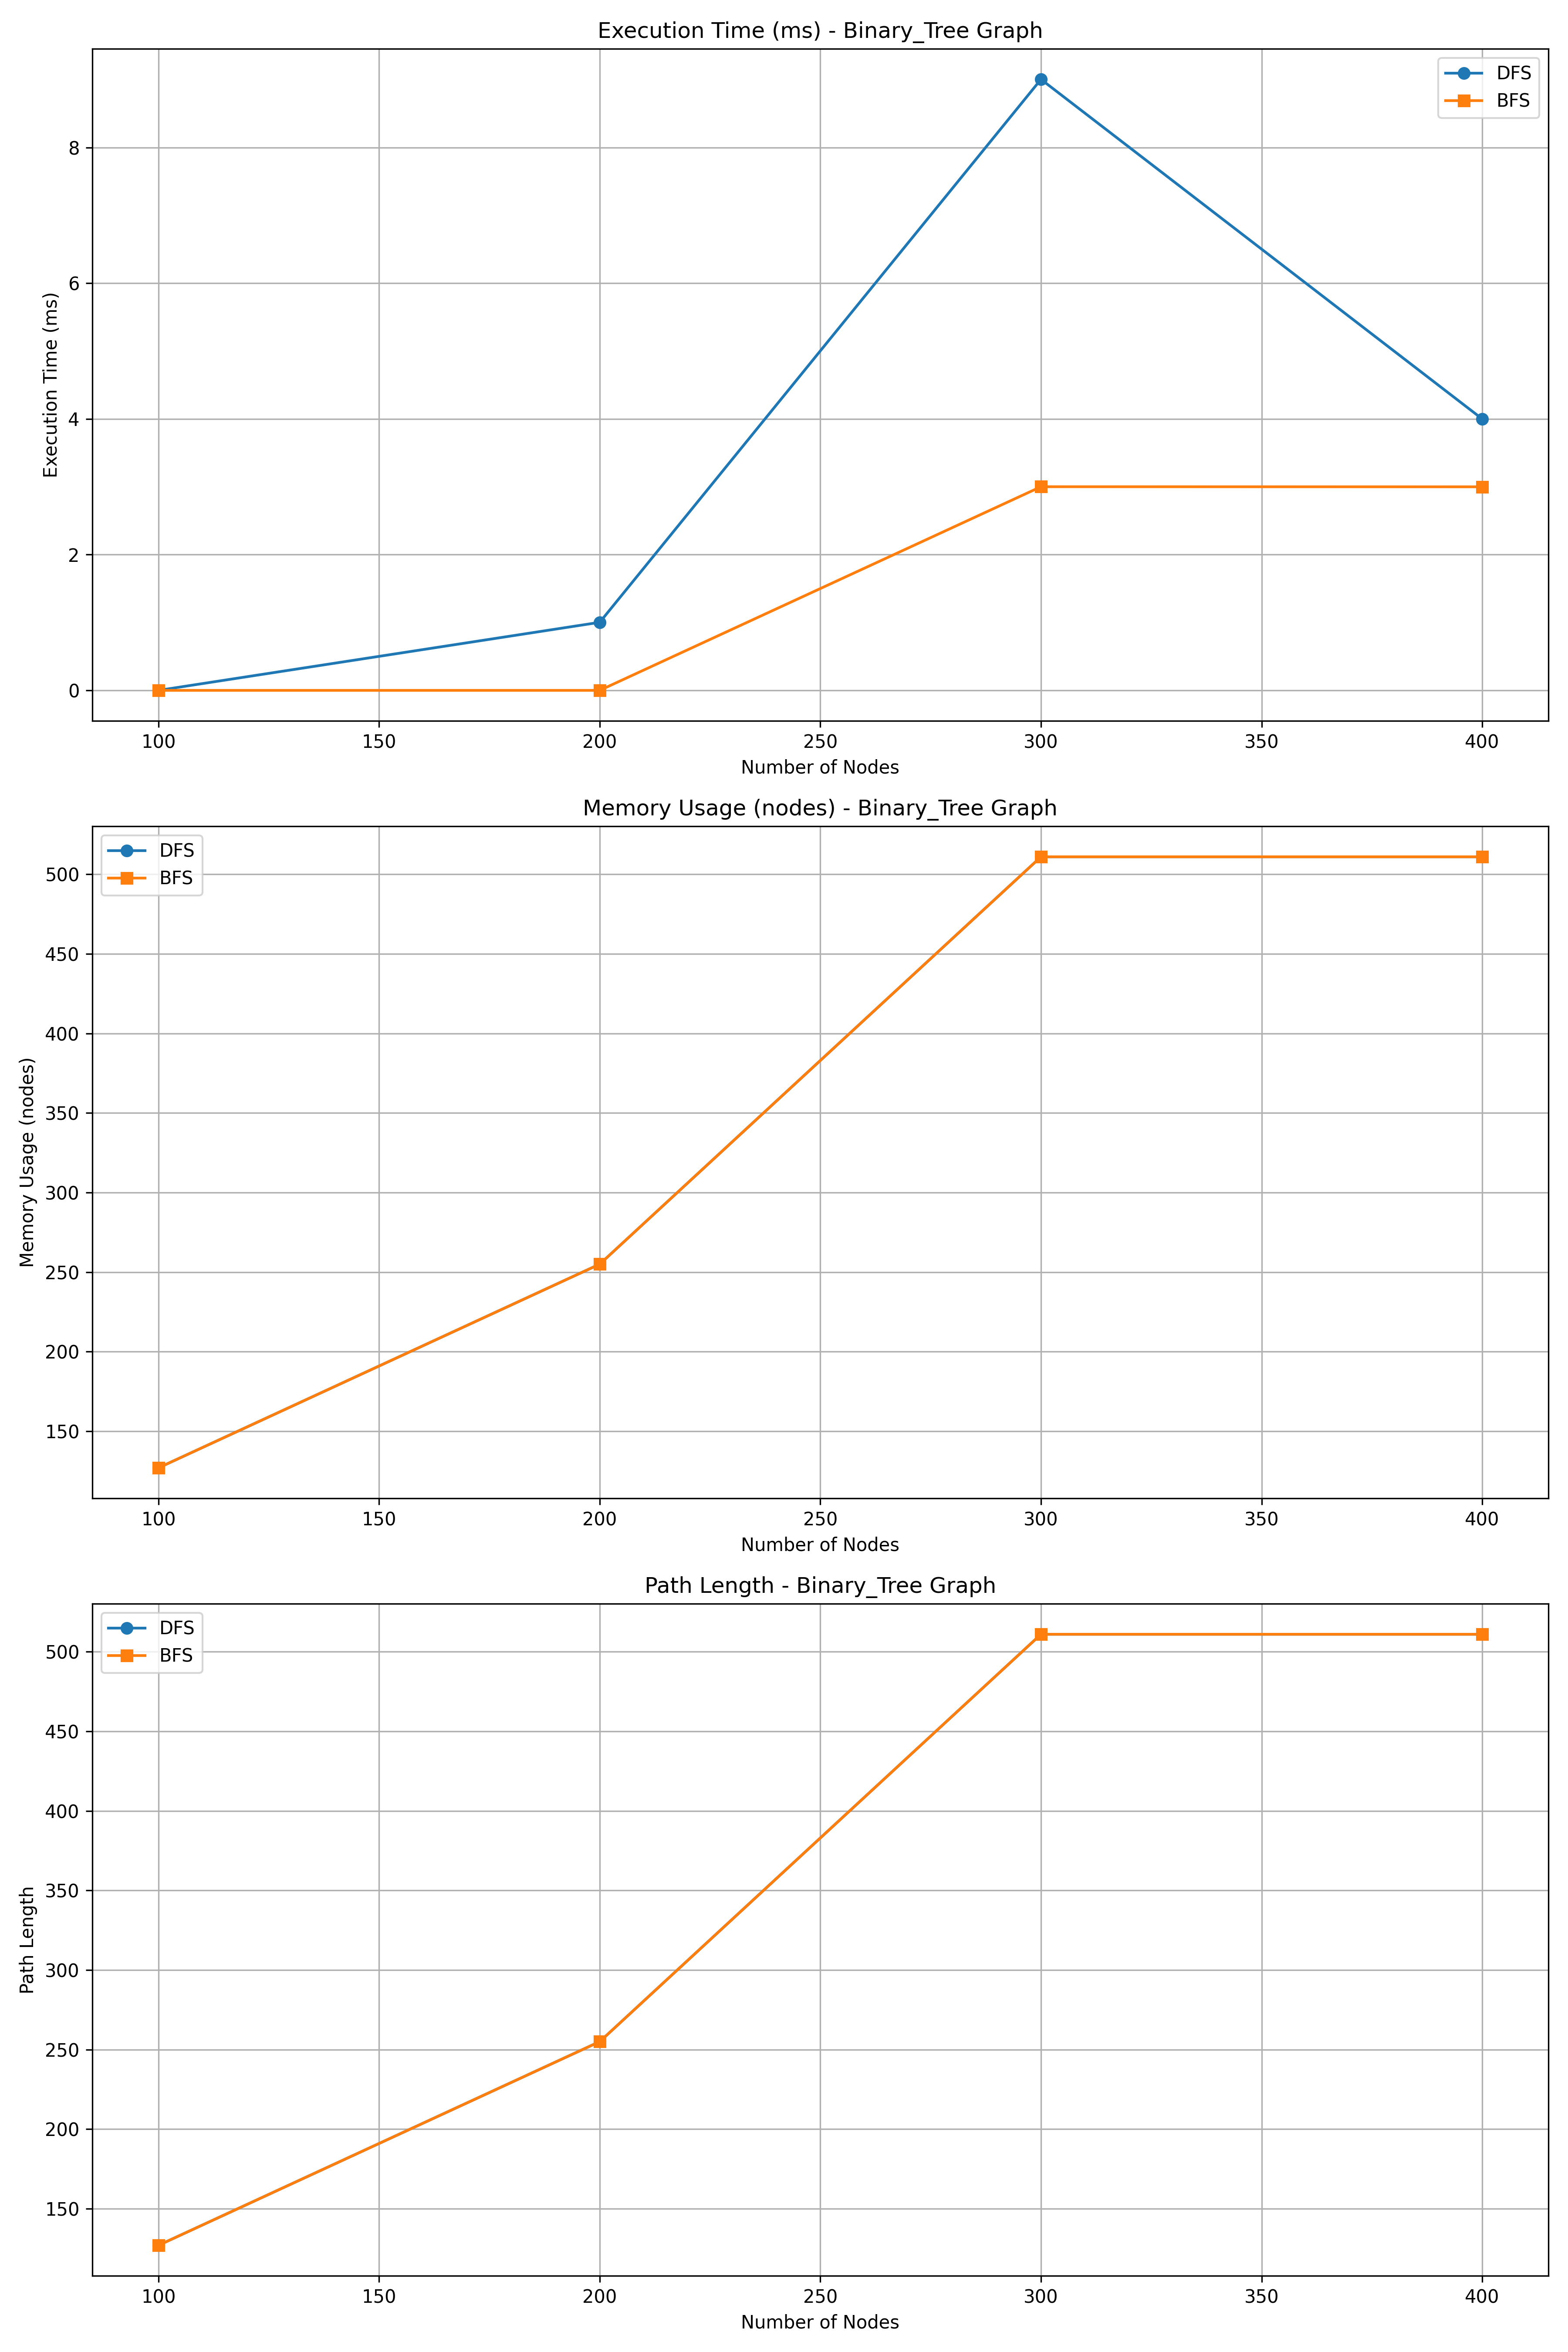 Execution Time (ms) - Binary_Tree Graph
DFS
BFS
Execution Time (ms)
8
6
4
2
0
100 150 200 250 300 350 400
Number of Nodes
Memory Usage (nodes) - Binary_Tree Graph
DFS
BFS
Memory Usage (nodes)
500
450
400
350
300
250
200
150
100 150 200 250 300 350 400
Number of Nodes
Path Length - Binary_Tree Graph
DFS
BFS
Path Length
500
450
400
350
300
250
200
150
100 150 200 250 300 350 400
Number of Nodes